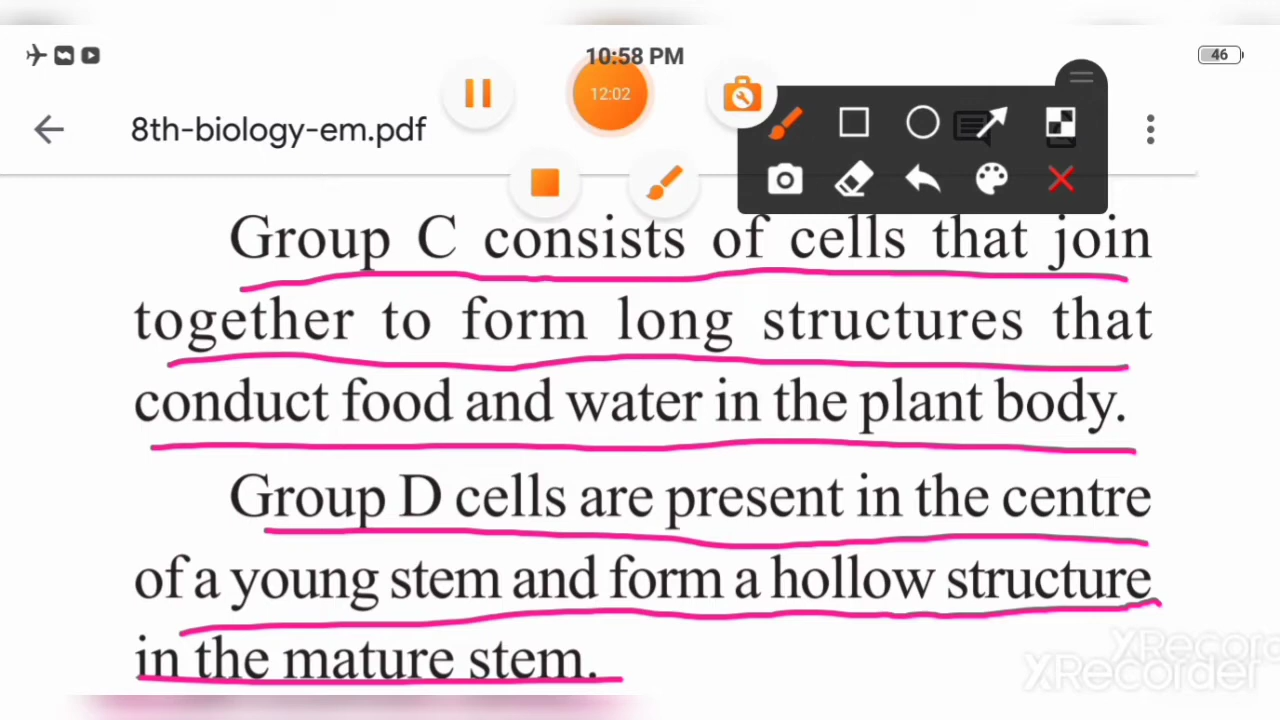 10:58 PM
46
12:02
8th-biology-em.pdf
Group C consists of cells that join
together to form long structures that
conduct food and water in the plant body.
Group D cells are present in the centre
of a young stem and form a hollow structure
in the mature stem.
XRecorder
XRecorder